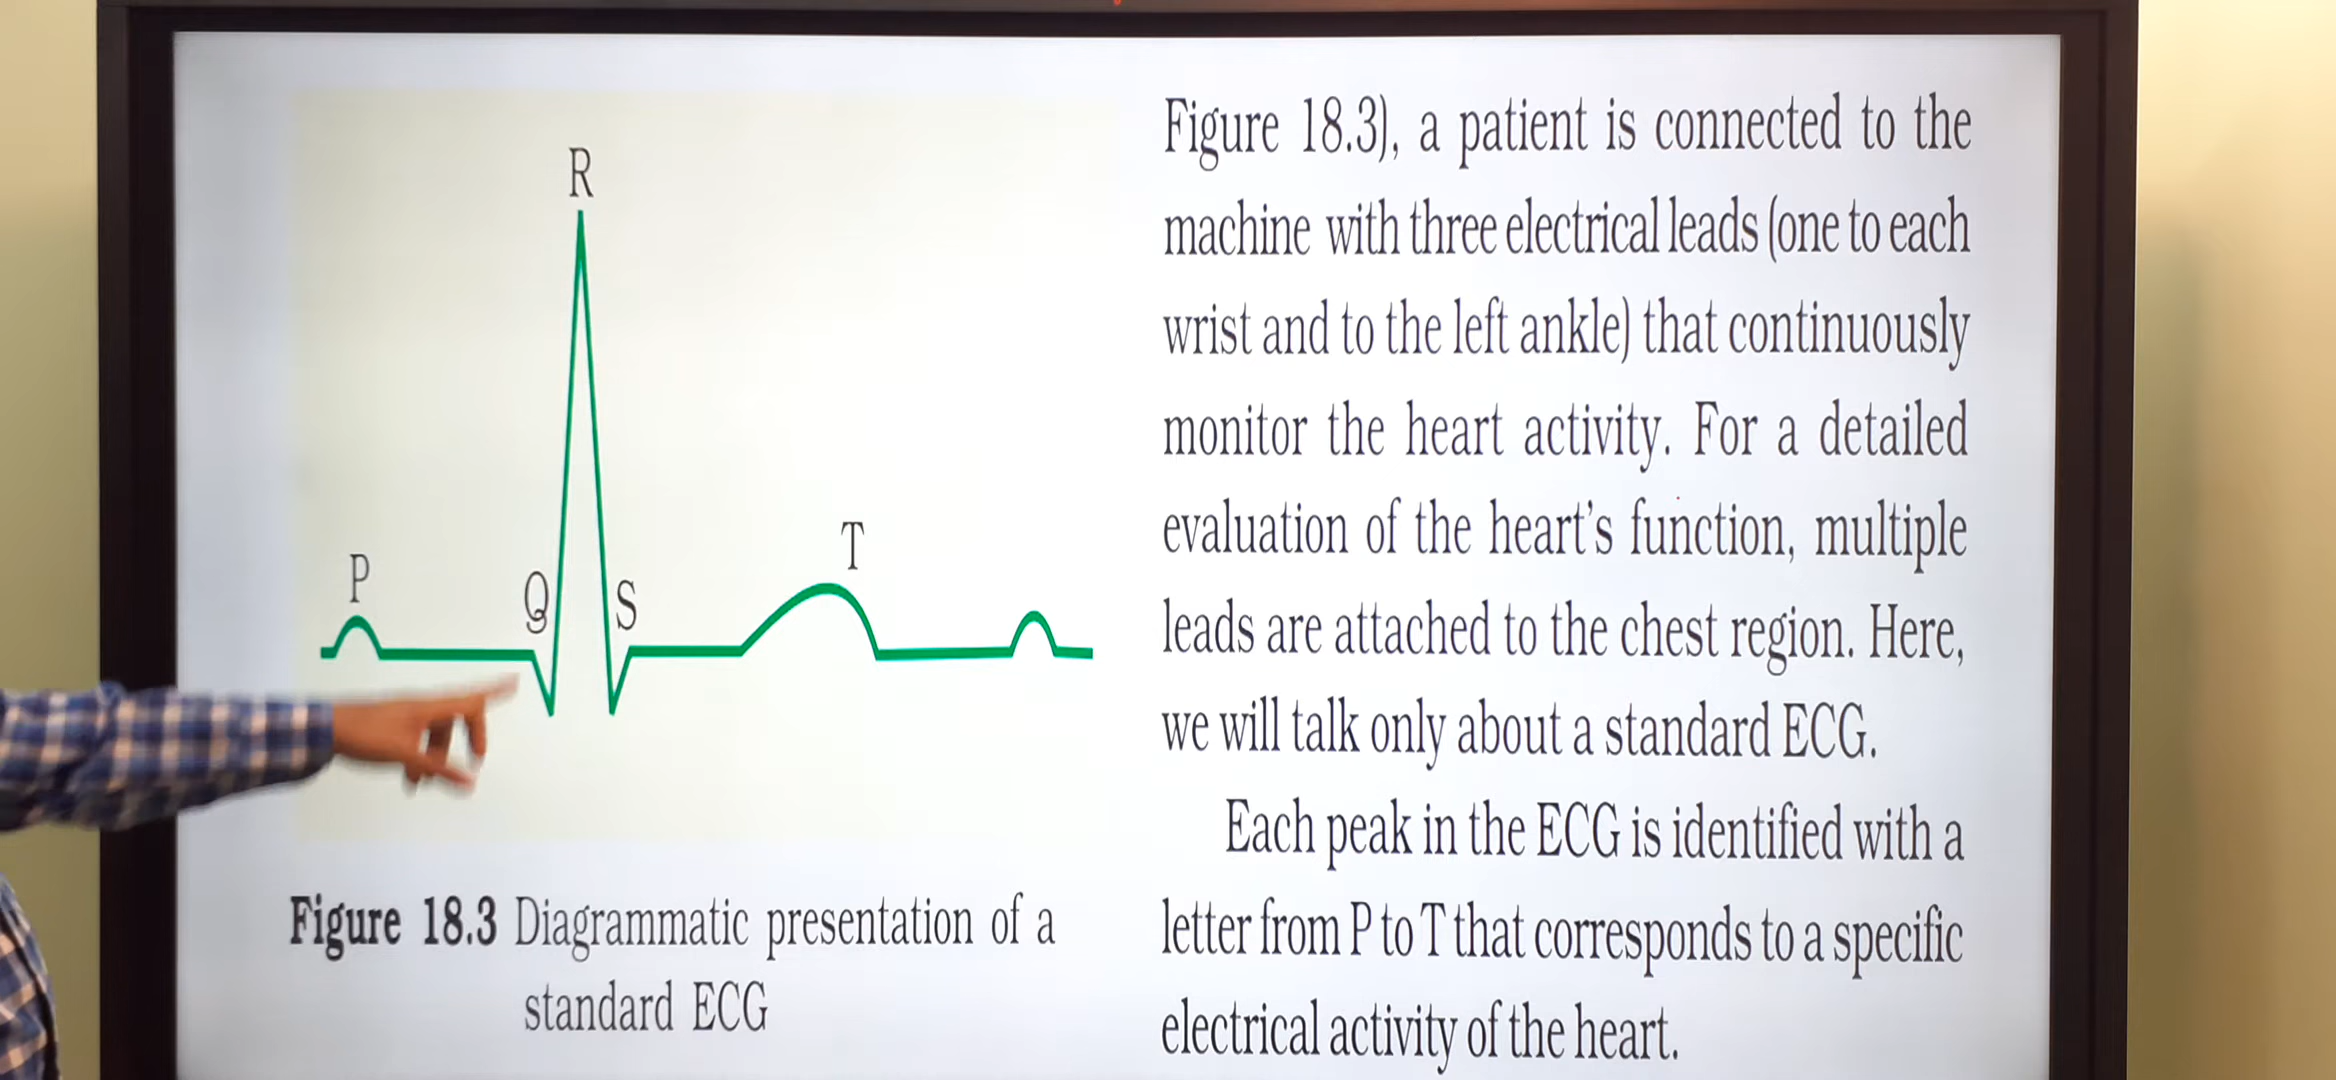 R
P
Q
S
T
Figure 18.3 Diagrammatic presentation of a
standard ECG
Figure 18.3), a patient is connected to the
machine with three electrical leads (one to each
wrist and to the left ankle) that continuously
monitor the heart activity. For a detailed
evaluation of the heart's function, multiple
leads are attached to the chest region. Here,
we will talk only about a standard ECG.
Each peak in the ECG is identified with a
letter from P to T that corresponds to a specific
electrical activity of the heart.